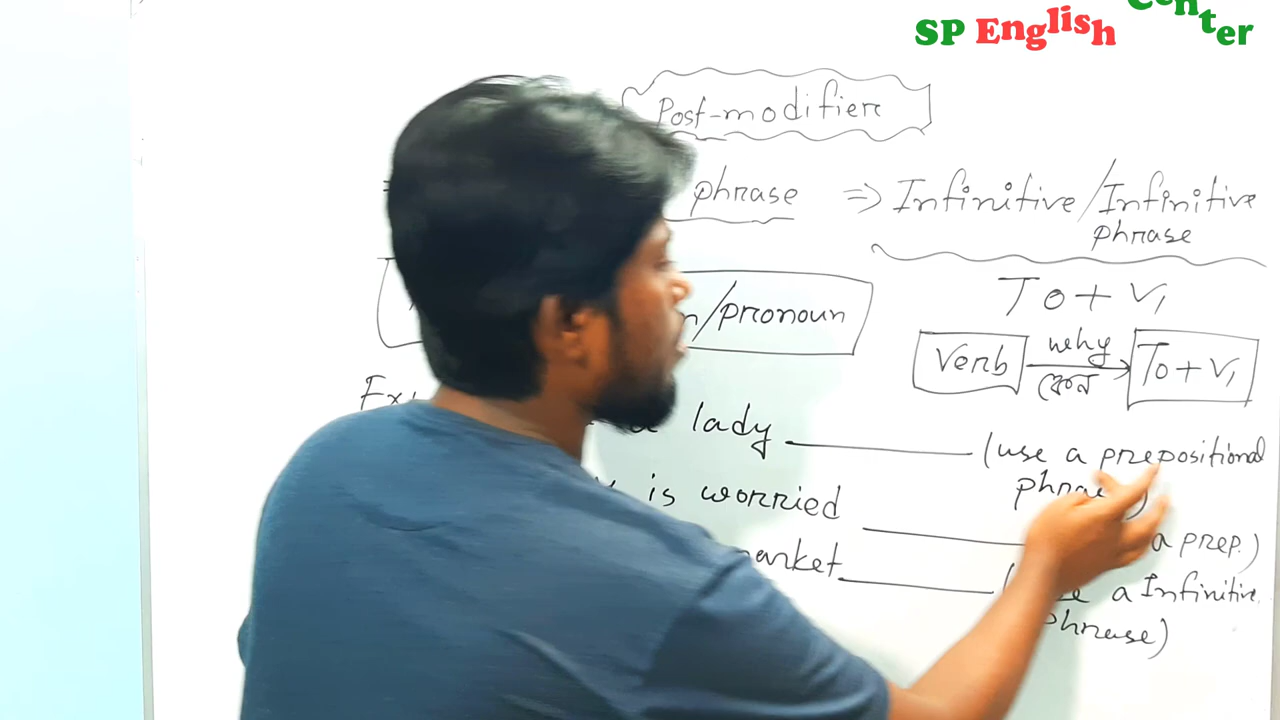 SP English Center
Post-modifier
phrase => Infinitive/Infinitive
phrase
To + V1
/pronoun
Verb why কেন To + V1
lady (use a prepositional
phrase)
is worried a prep.)
market a Infinitive
phrase)